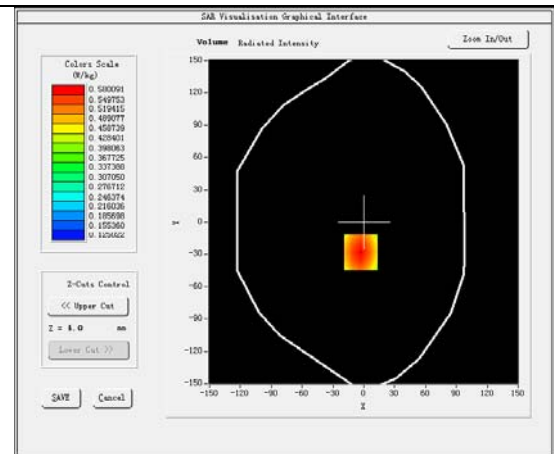 SAR Visualisation Graphical Interface
Volume Radiated Intensity
Zoom In/Out
Colors Scale
(W/kg)
0.580091
0.549753
0.519415
0.489077
0.458739
0.428401
0.398063
0.367725
0.337388
0.307050
0.276712
0.246374
0.216036
0.185698
0.155360
0.125022
Z-Cuts Control
<< Upper Cut
Z = 4.0 mm
Lower Cut >>
SAVE Cancel
150
120
90
60
30
0
-30
-60
-90
-120
-150
Y
-150 -120 -90 -60 -30 0 30 60 90 120 150
X